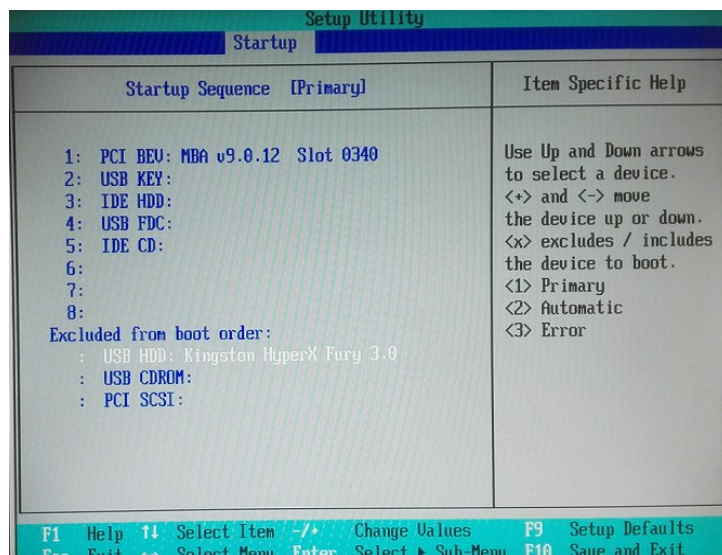 Setup Utility
Startup
Startup Sequence [Primary]
Item Specific Help
1: PCI BEV: MBA v9.0.12 Slot 0340
2: USB KEY:
3: IDE HDD:
4: USB FDC:
5: IDE CD:
6:
7:
8:
Excluded from boot order:
: USB HDD: Kingston HyperX Fury 3.0
: USB CDROM:
: PCI SCSI:
Use Up and Down arrows
to select a device.
<+> and <-> move
the device up or down.
<x> excludes / includes
the device to boot.
<1> Primary
<2> Automatic
<3> Error
F1 Help ↑↓ Select Item -/+ Change Values F9 Setup Defaults
Esc Exit ↔ Select Menu Enter Select ▶ Sub-Menu F10 Save and Exit